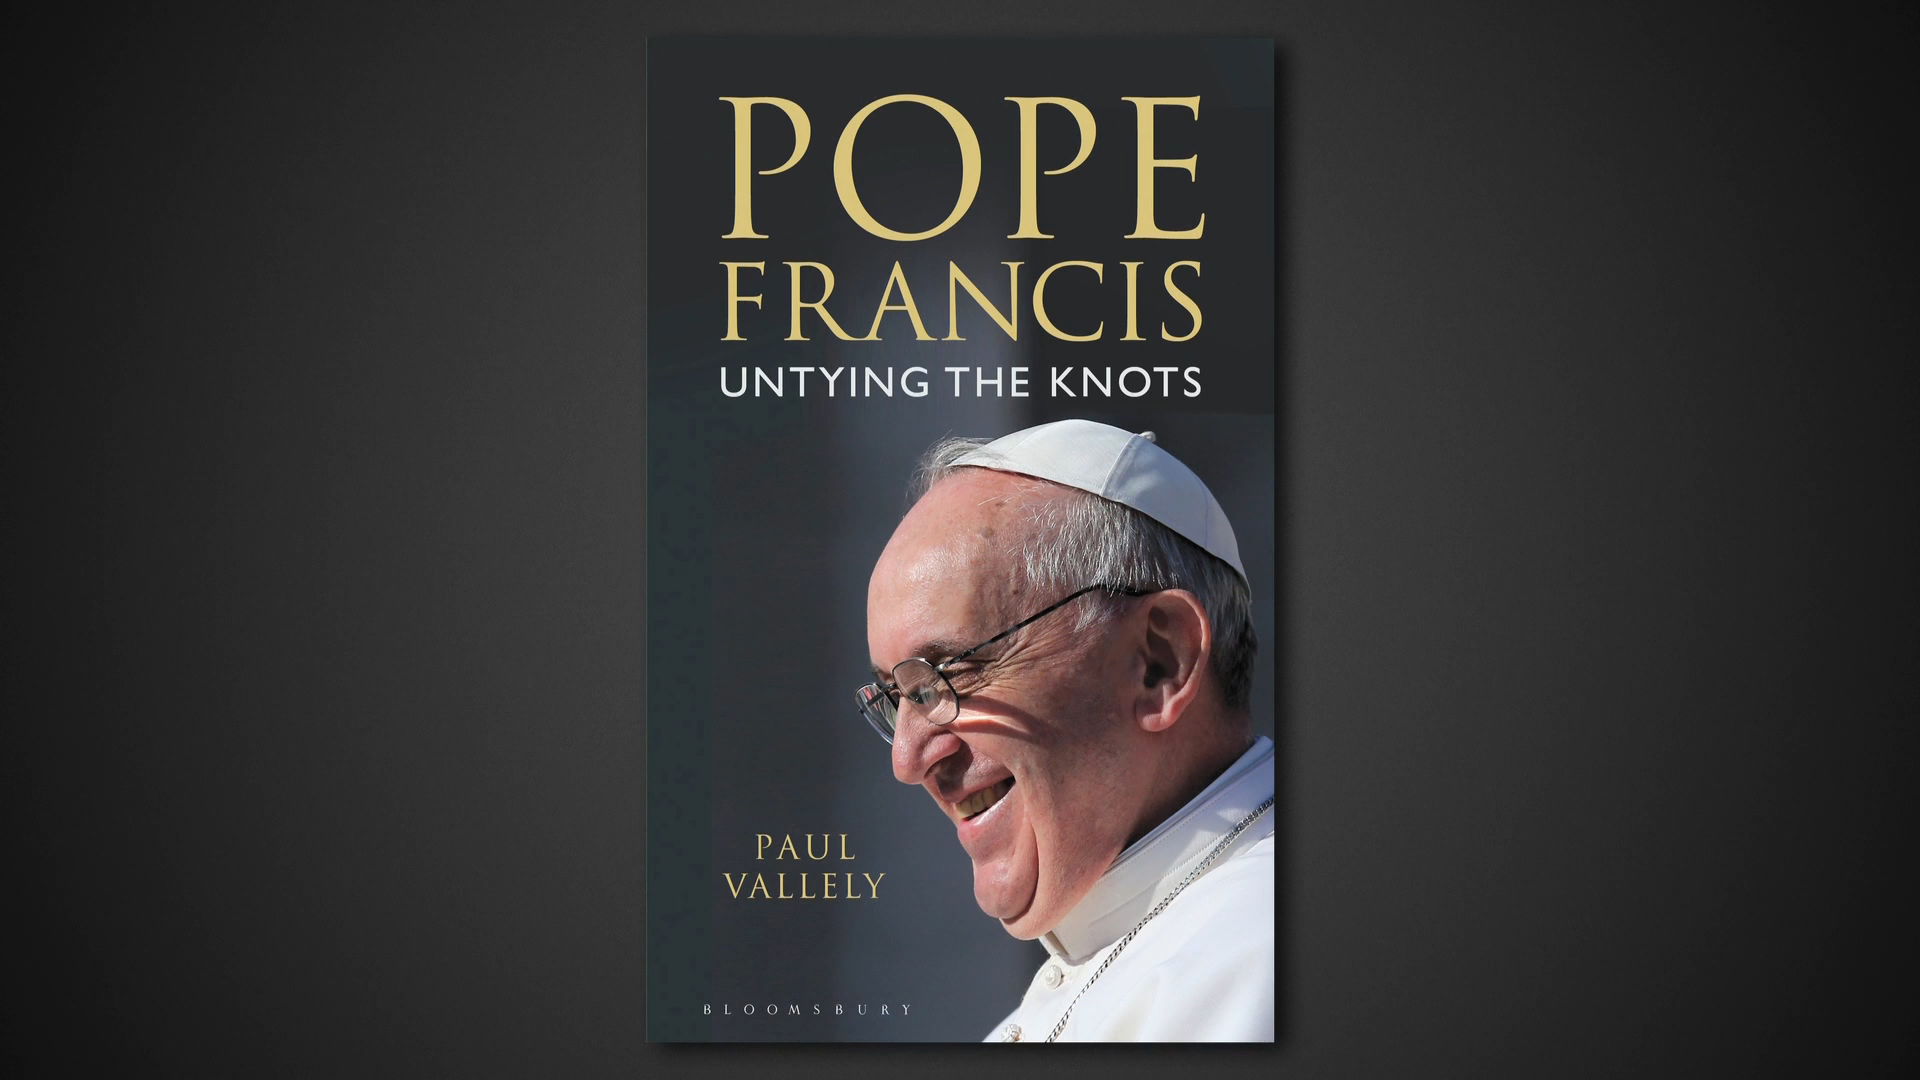 POPE
FRANCIS
UNTYING THE KNOTS
PAUL
VALLELY
BLOOMSBURY